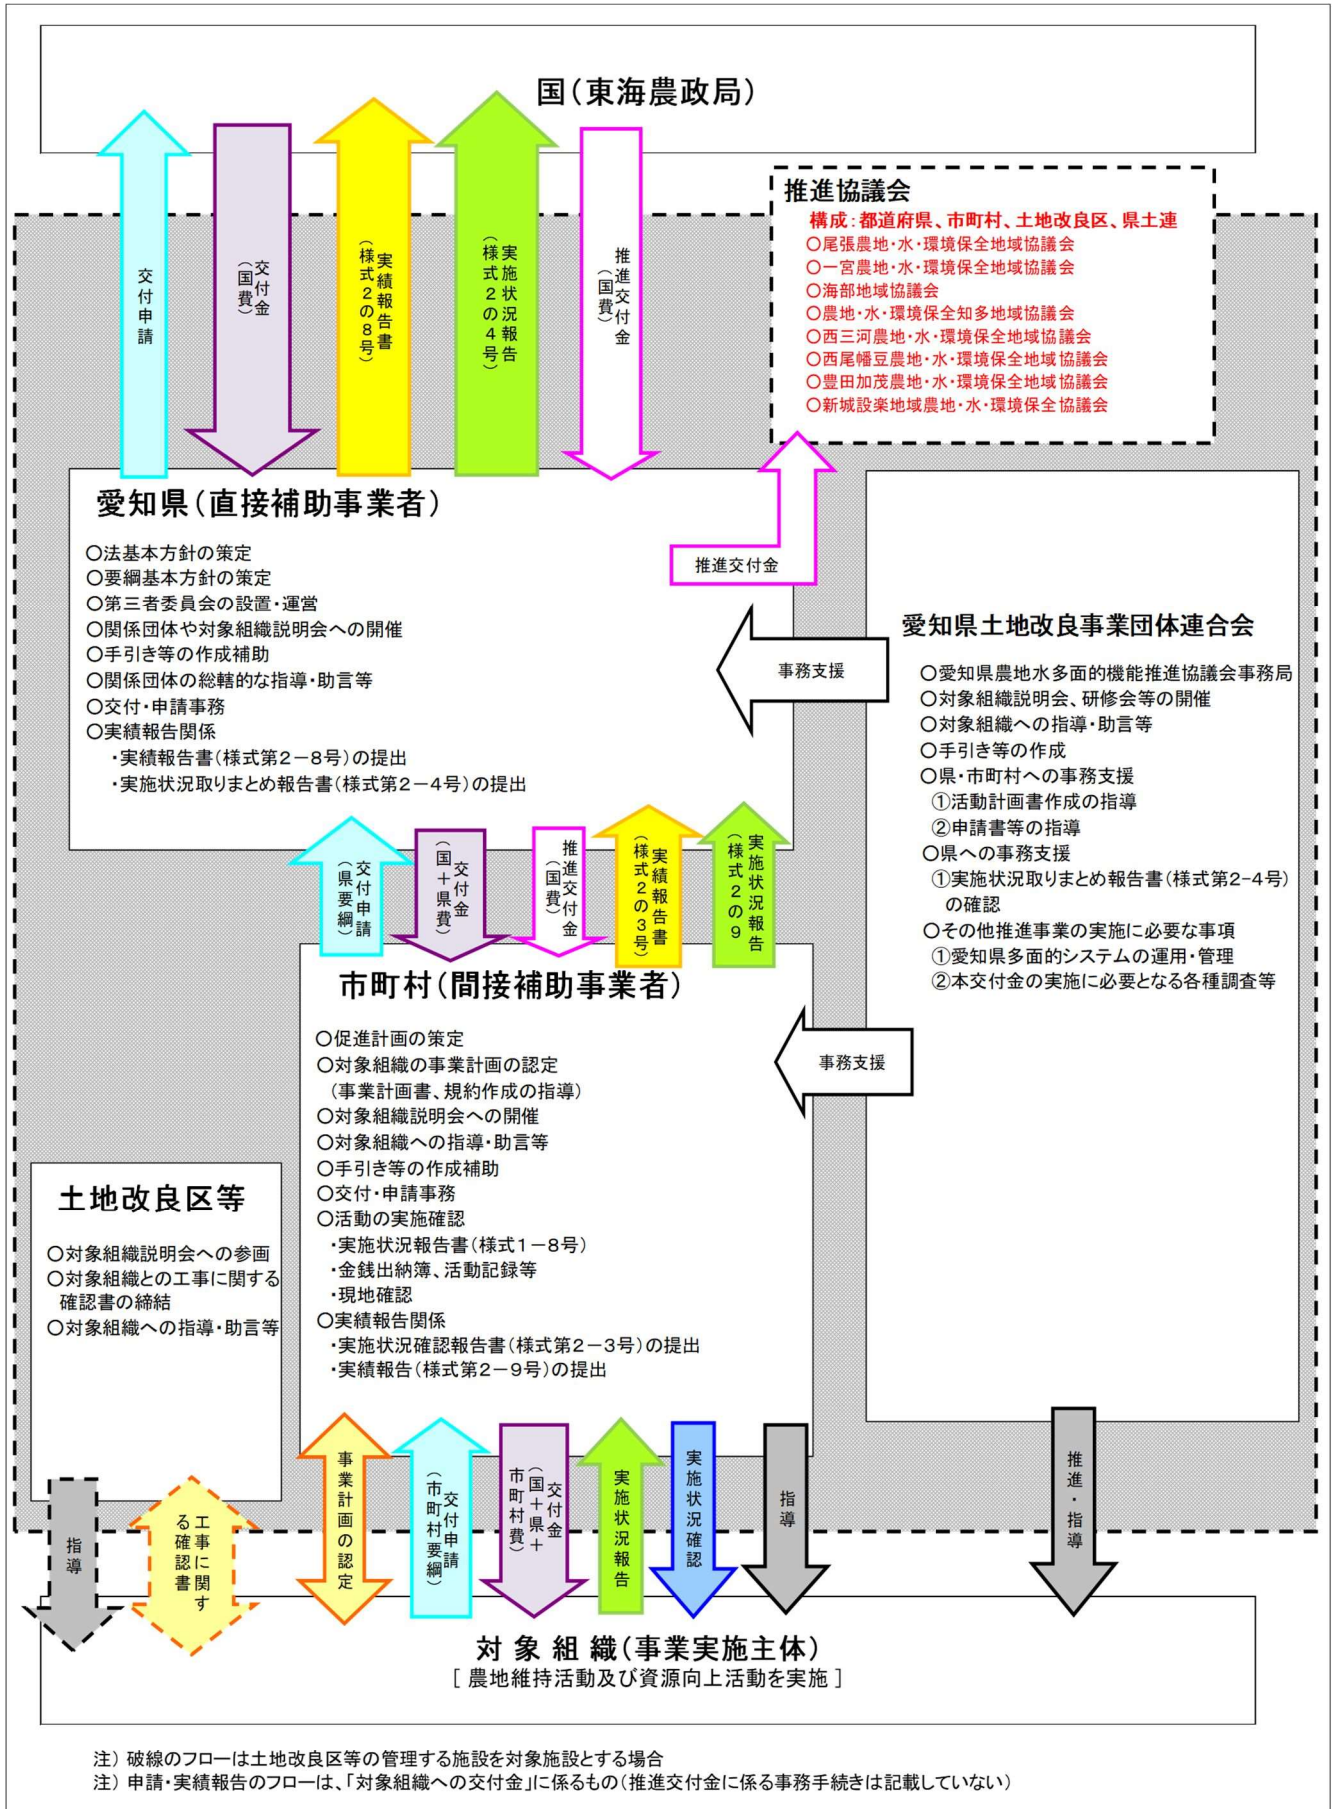 国(東海農政局)
交付申請
交付金
(国費)
実績報告書
(様式2の8号)
実施状況報告
(様式2の4号)
推進交付金
(国費)
推進協議会
構成:都道府県、市町村、土地改良区、県土連
○尾張農地・水・環境保全地域協議会
○一宮農地・水・環境保全地域協議会
○海部地域協議会
○農地・水・環境保全知多地域協議会
○西三河農地・水・環境保全地域協議会
○西尾幡豆農地・水・環境保全地域協議会
○豊田加茂農地・水・環境保全地域協議会
○新城設楽地域農地・水・環境保全協議会
愛知県(直接補助事業者)
○法基本方針の策定
○要綱基本方針の策定
○第三者委員会の設置・運営
○関係団体や対象組織説明会への開催
○手引き等の作成補助
○関係団体の総轄的な指導・助言等
○交付・申請事務
○実績報告関係
・実績報告書(様式第2-8号)の提出
・実施状況取りまとめ報告書(様式第2-4号)の提出
推進交付金
事務支援
愛知県土地改良事業団体連合会
○愛知県農地水多面的機能推進協議会事務局
○対象組織説明会、研修会等の開催
○対象組織への指導・助言等
○手引き等の作成
○県・市町村への事務支援
①活動計画書作成の指導
②申請書等の指導
○県への事務支援
①実施状況取りまとめ報告書(様式第2-4号)
の確認
○その他推進事業の実施に必要な事項
①愛知県多面的システムの運用・管理
②本交付金の実施に必要となる各種調査等
交付申請
(県要綱)
交付金
(国+県費)
推進交付金
(国費)
実績報告書
(様式2の3号)
実施状況報告
(様式2の9
市町村(間接補助事業者)
○促進計画の策定
○対象組織の事業計画の認定
(事業計画書、規約作成の指導)
○対象組織説明会への開催
○対象組織への指導・助言等
○手引き等の作成補助
○交付・申請事務
○活動の実施確認
・実施状況報告書(様式1-8号)
・金銭出納簿、活動記録等
・現地確認
○実績報告関係
・実施状況確認報告書(様式第2-3号)の提出
・実績報告(様式第2-9号)の提出
事務支援
土地改良区等
○対象組織説明会への参画
○対象組織との工事に関する
確認書の締結
○対象組織への指導・助言等
指導
工事に関す
る確認書
事業計画の認定
交付申請
(市町村要綱)
交付金
(国+県+
市町村費)
実施状況報告
実施状況確認
指導
推進・指導
対象組織(事業実施主体)
[農地維持活動及び資源向上活動を実施]
注)破線のフローは土地改良区等の管理する施設を対象施設とする場合
注)申請・実績報告のフローは、「対象組織への交付金」に係るもの(推進交付金に係る事務手続きは記載していない)